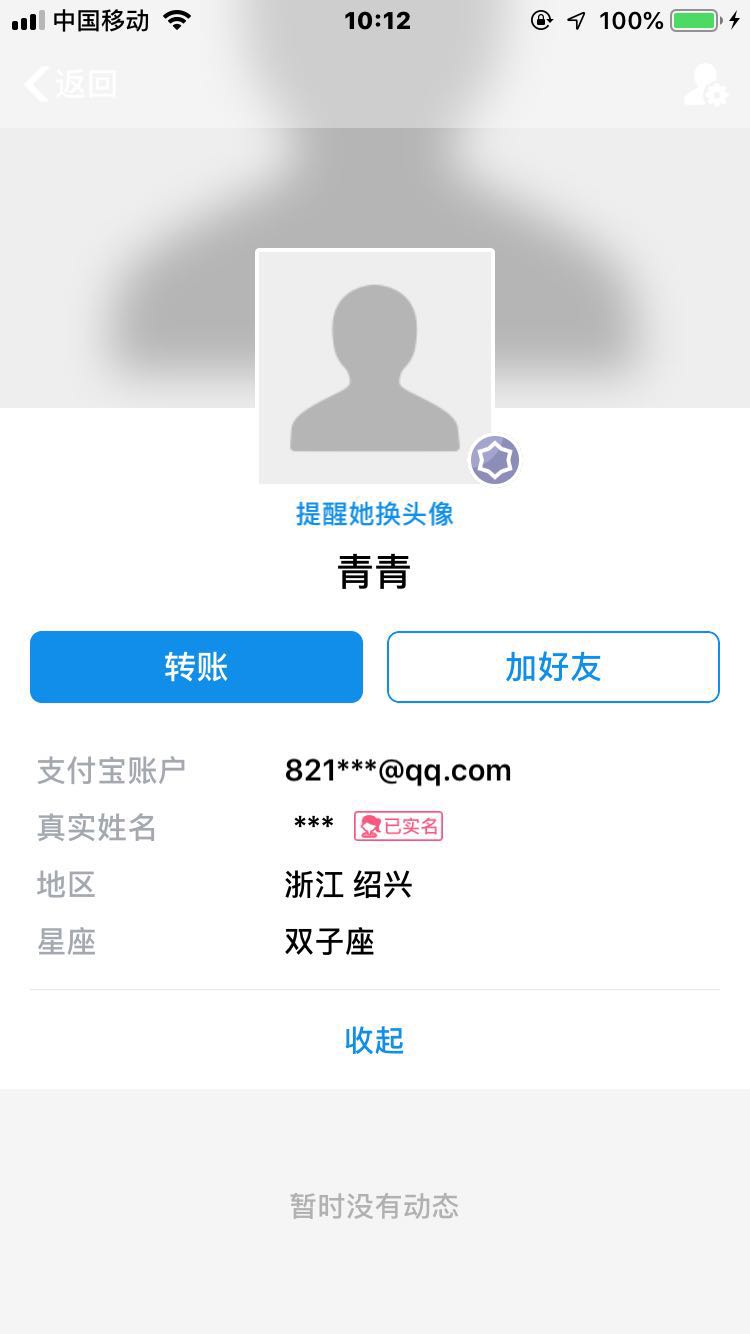 中国移动 10:12 100%
返回
提醒她换头像
青青
转账 加好友
支付宝账户 821***@qq.com
真实姓名 *** 已实名
地区 浙江 绍兴
星座 双子座
收起
暂时没有动态